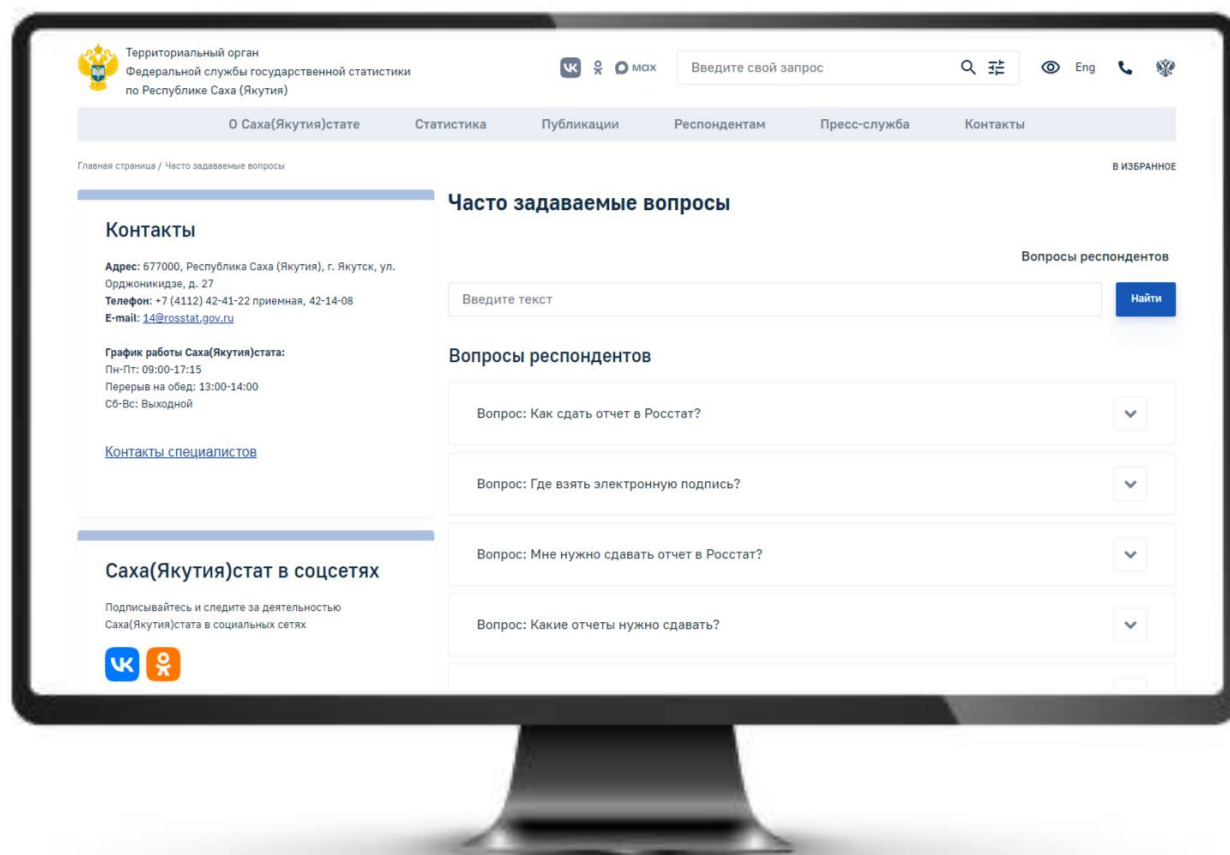 Территориальный орган
Федеральной службы государственной статистики
по Республике Саха (Якутия)
мах
Введите свой запрос
Eng
О Саха(Якутия)стате
Статистика
Публикации
Респондентам
Пресс-служба
Контакты
Главная страница / Часто задаваемые вопросы
В ИЗБРАННОЕ
Контакты
Адрес: 677000, Республика Саха (Якутия), г. Якутск, ул.
Орджоникидзе, д. 27
Телефон: +7 (4112) 42-41-22 приемная, 42-14-08
E-mail: 14@rosstat.gov.ru
График работы Саха(Якутия)стата:
Пн-Пт: 09:00-17:15
Перерыв на обед: 13:00-14:00
Сб-Вс: Выходной
Контакты специалистов
Саха(Якутия)стат в соцсетях
Подписывайтесь и следите за деятельностью
Саха(Якутия)стата в социальных сетях
Часто задаваемые вопросы
Вопросы респондентов
Введите текст
Найти
Вопросы респондентов
Вопрос: Как сдать отчет в Росстат?
Вопрос: Где взять электронную подпись?
Вопрос: Мне нужно сдавать отчет в Росстат?
Вопрос: Какие отчеты нужно сдавать?